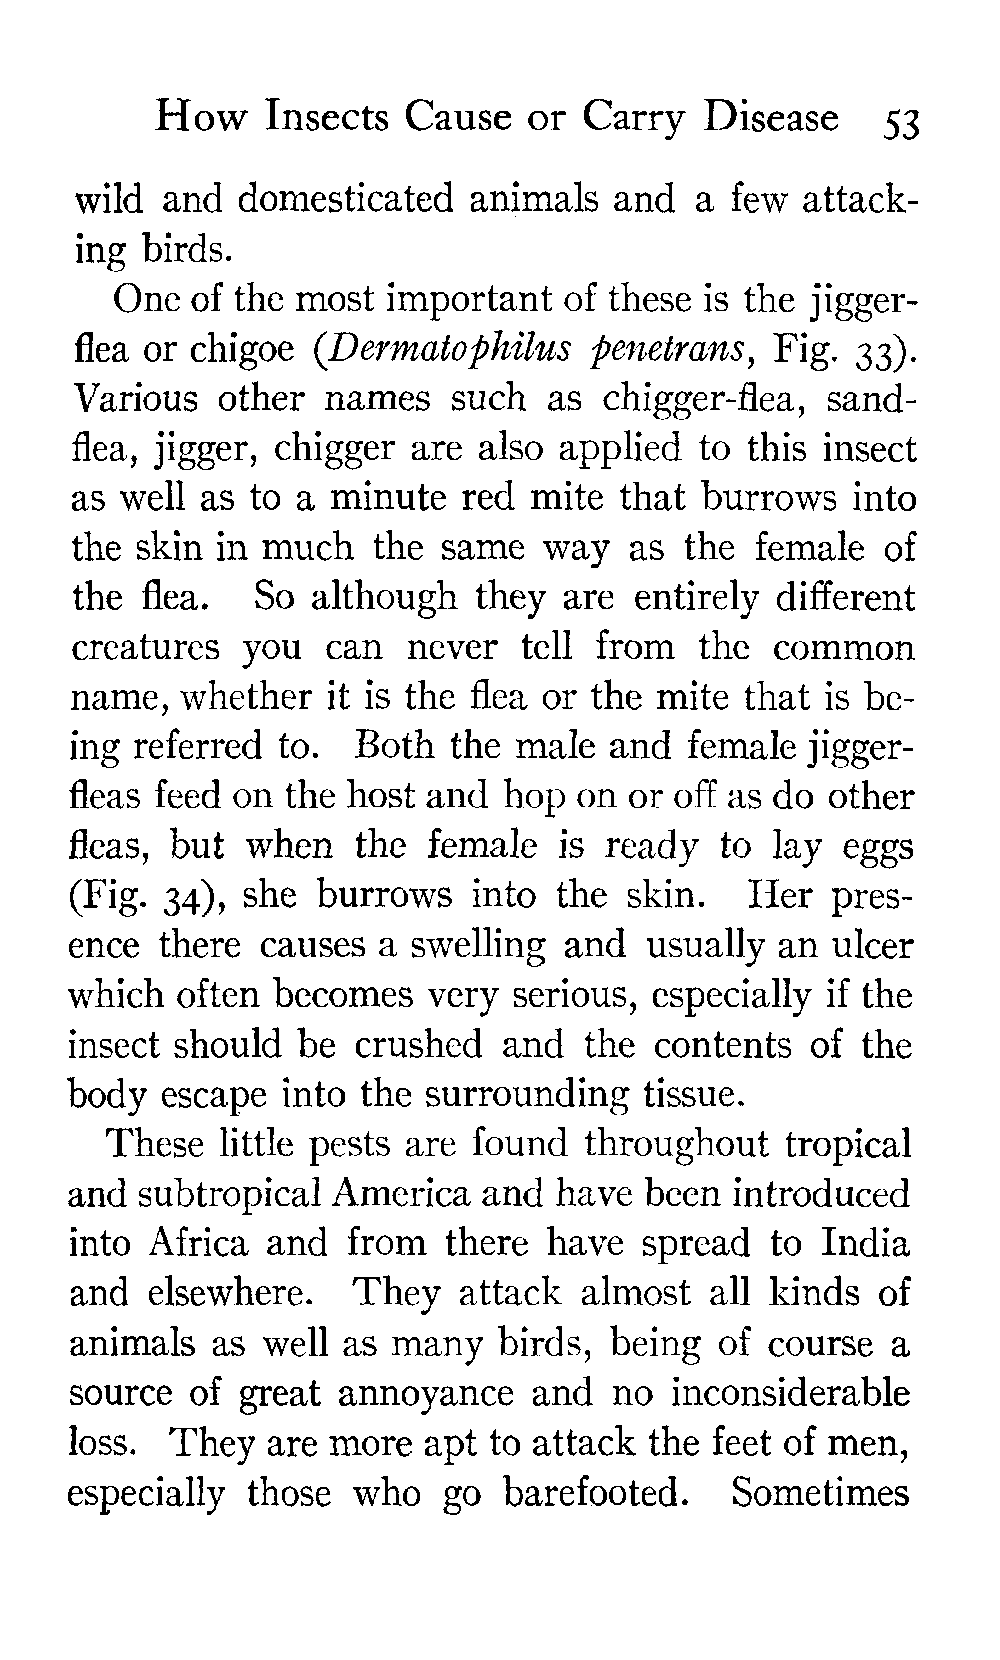 How Insects Cause or Carry Disease 53
wild and domesticated animals and a few attack-
ing birds.
One of the most important of these is the jigger-
flea or chigoe (Dermatophilus penetrans, Fig. 33).
Various other names such as chigger-flea, sand-
flea, jigger, chigger are also applied to this insect
as well as to a minute red mite that burrows into
the skin in much the same way as the female of
the flea. So although they are entirely different
creatures you can never tell from the common
name, whether it is the flea or the mite that is be-
ing referred to. Both the male and female jigger-
fleas feed on the host and hop on or off as do other
fleas, but when the female is ready to lay eggs
(Fig. 34), she burrows into the skin. Her pres-
ence there causes a swelling and usually an ulcer
which often becomes very serious, especially if the
insect should be crushed and the contents of the
body escape into the surrounding tissue.
These little pests are found throughout tropical
and subtropical America and have been introduced
into Africa and from there have spread to India
and elsewhere. They attack almost all kinds of
animals as well as many birds, being of course a
source of great annoyance and no inconsiderable
loss. They are more apt to attack the feet of men,
especially those who go barefooted. Sometimes